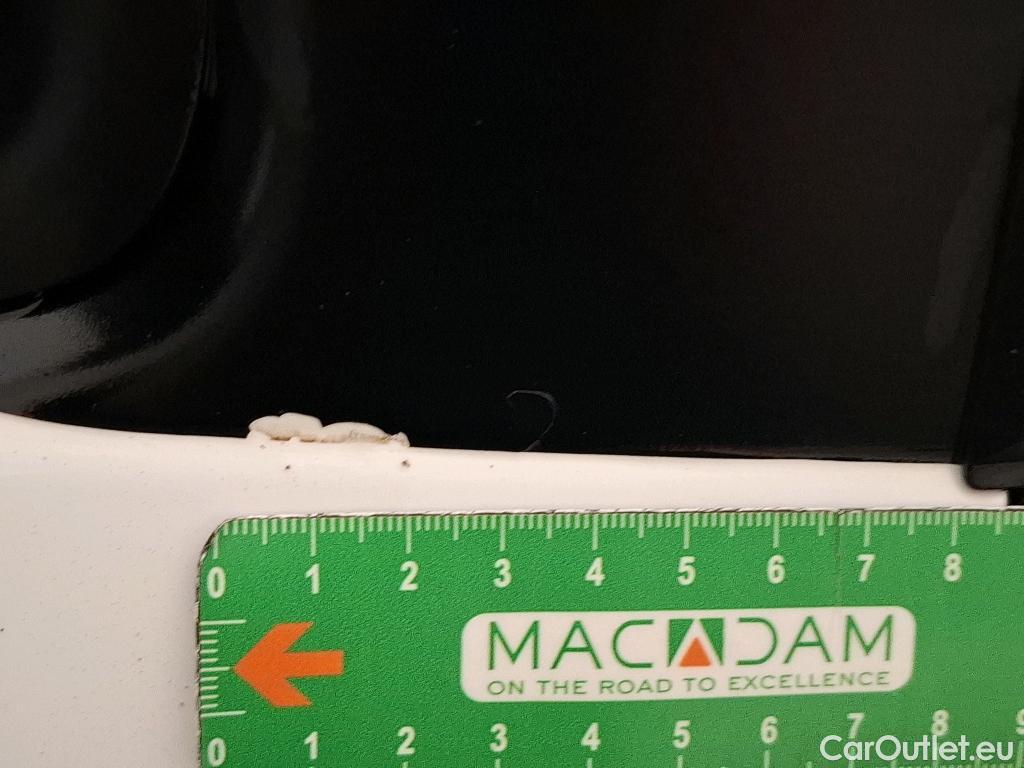 0 1 2 3 4 5 6 7 8
MACADAM
ON THE ROAD TO EXCELLENCE
0 1 2 3 4 5 6 7 8 9
CarOutlet.eu